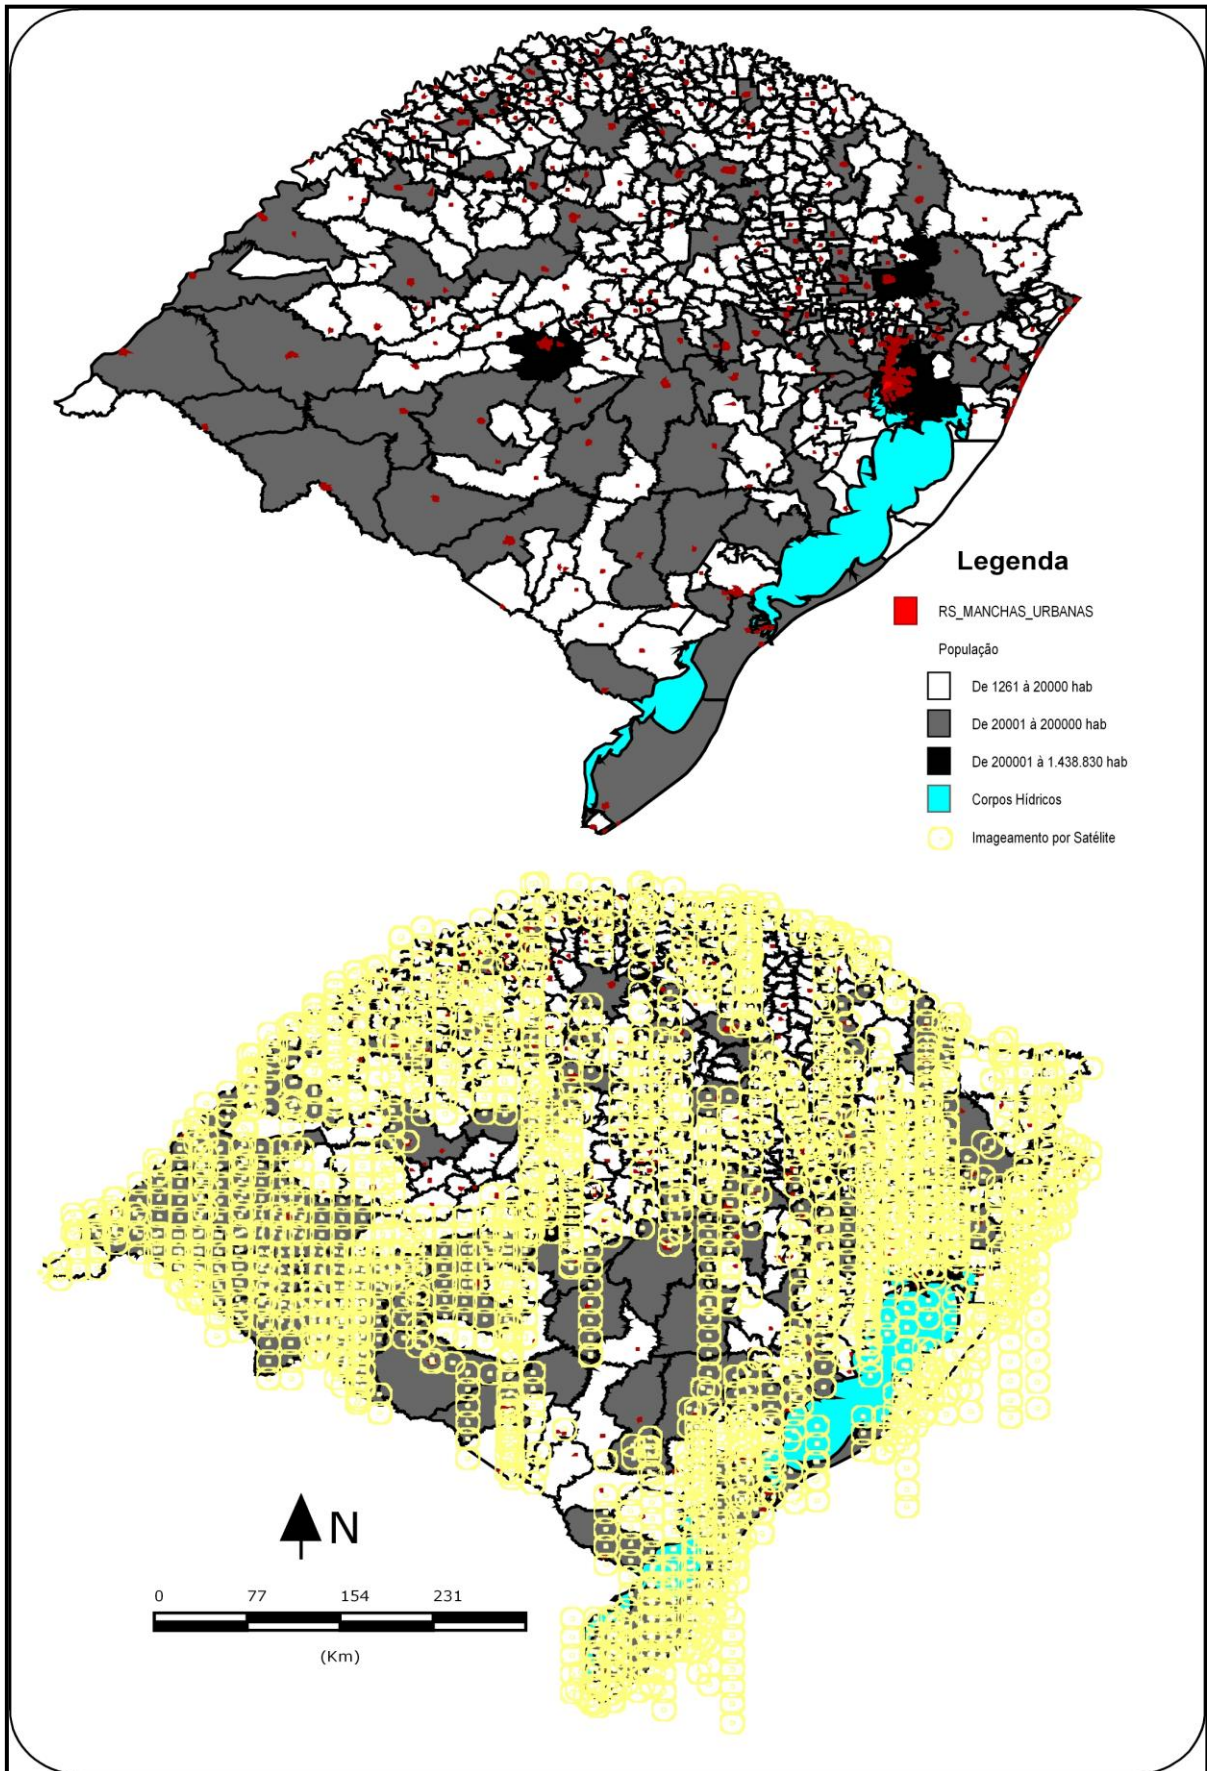 Legenda
RS_MANCHAS_URBANAS
População
De 1261 à 20000 hab
De 20001 à 200000 hab
De 200001 à 1.438.830 hab
Corpos Hídricos
Imageamento por Satélite
N
0 77 154 231
(Km)